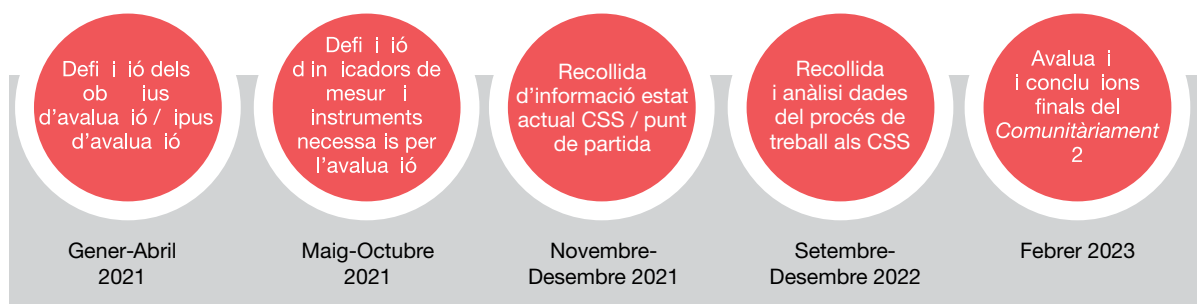 Defi i ió dels
ob ius
d'avalua ió / ipus
d'avalua ió
Defi i ió
d in icadors de
mesur i
instruments
necessa is per
l'avalua ió
Recollida
d'informació estat
actual CSS / punt
de partida
Recollida
i anàlisi dades
del procés de
treball als CSS
Avalua i
i conclu ions
finals del
Comunitàriament
2
Gener-Abril
2021
Maig-Octubre
2021
Novembre-
Desembre 2021
Setembre-
Desembre 2022
Febrer 2023